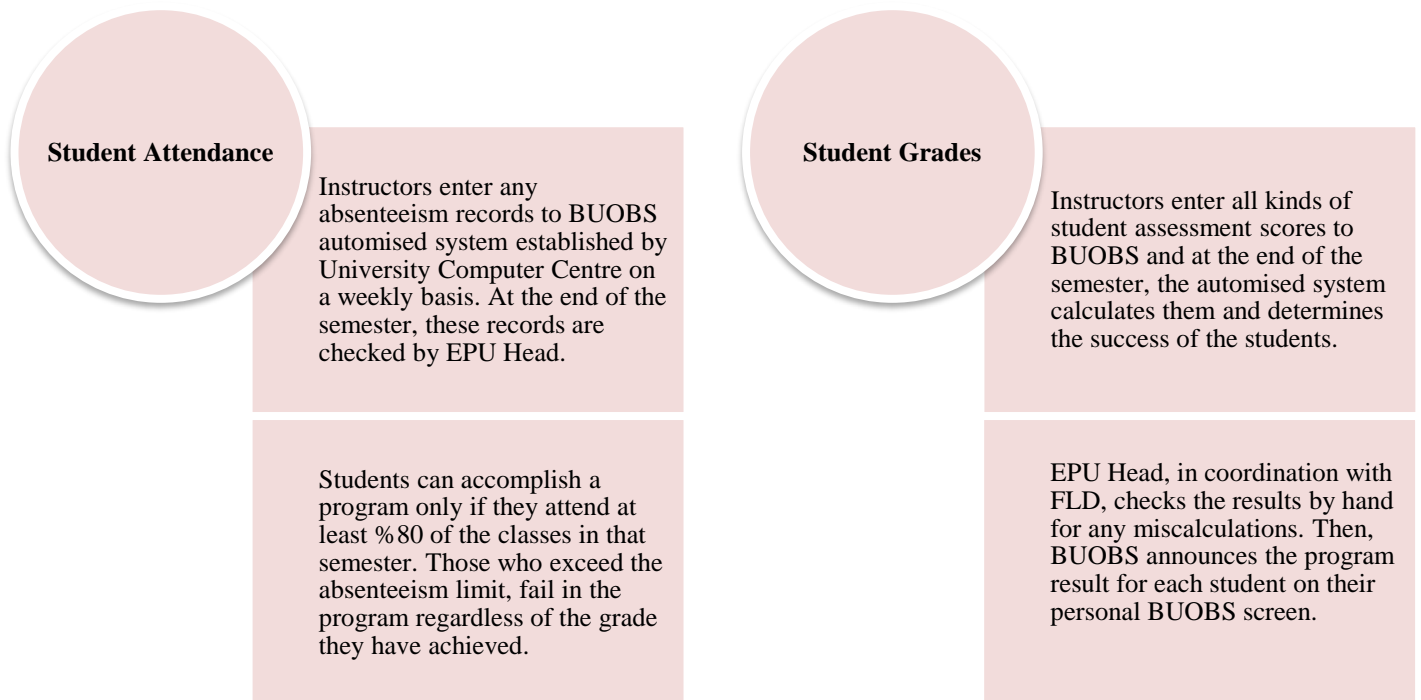 Student Attendance
Instructors enter any
absenteeism records to BUOBS
automised system established by
University Computer Centre on
a weekly basis. At the end of the
semester, these records are
checked by EPU Head.
Students can accomplish a
program only if they attend at
least %80 of the classes in that
semester. Those who exceed the
absenteeism limit, fail in the
program regardless of the grade
they have achieved.
Student Grades
Instructors enter all kinds of
student assessment scores to
BUOBS and at the end of the
semester, the automised system
calculates them and determines
the success of the students.
EPU Head, in coordination with
FLD, checks the results by hand
for any miscalculations. Then,
BUOBS announces the program
result for each student on their
personal BUOBS screen.